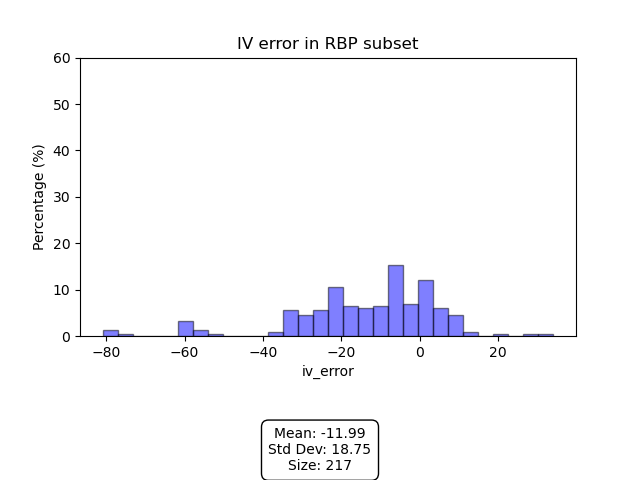 IV error in RBP subset
60
50
40
30
20
10
0
Percentage (%)
−80
−60
−40
−20
0
20
iv_error
Mean: -11.99
Std Dev: 18.75
Size: 217